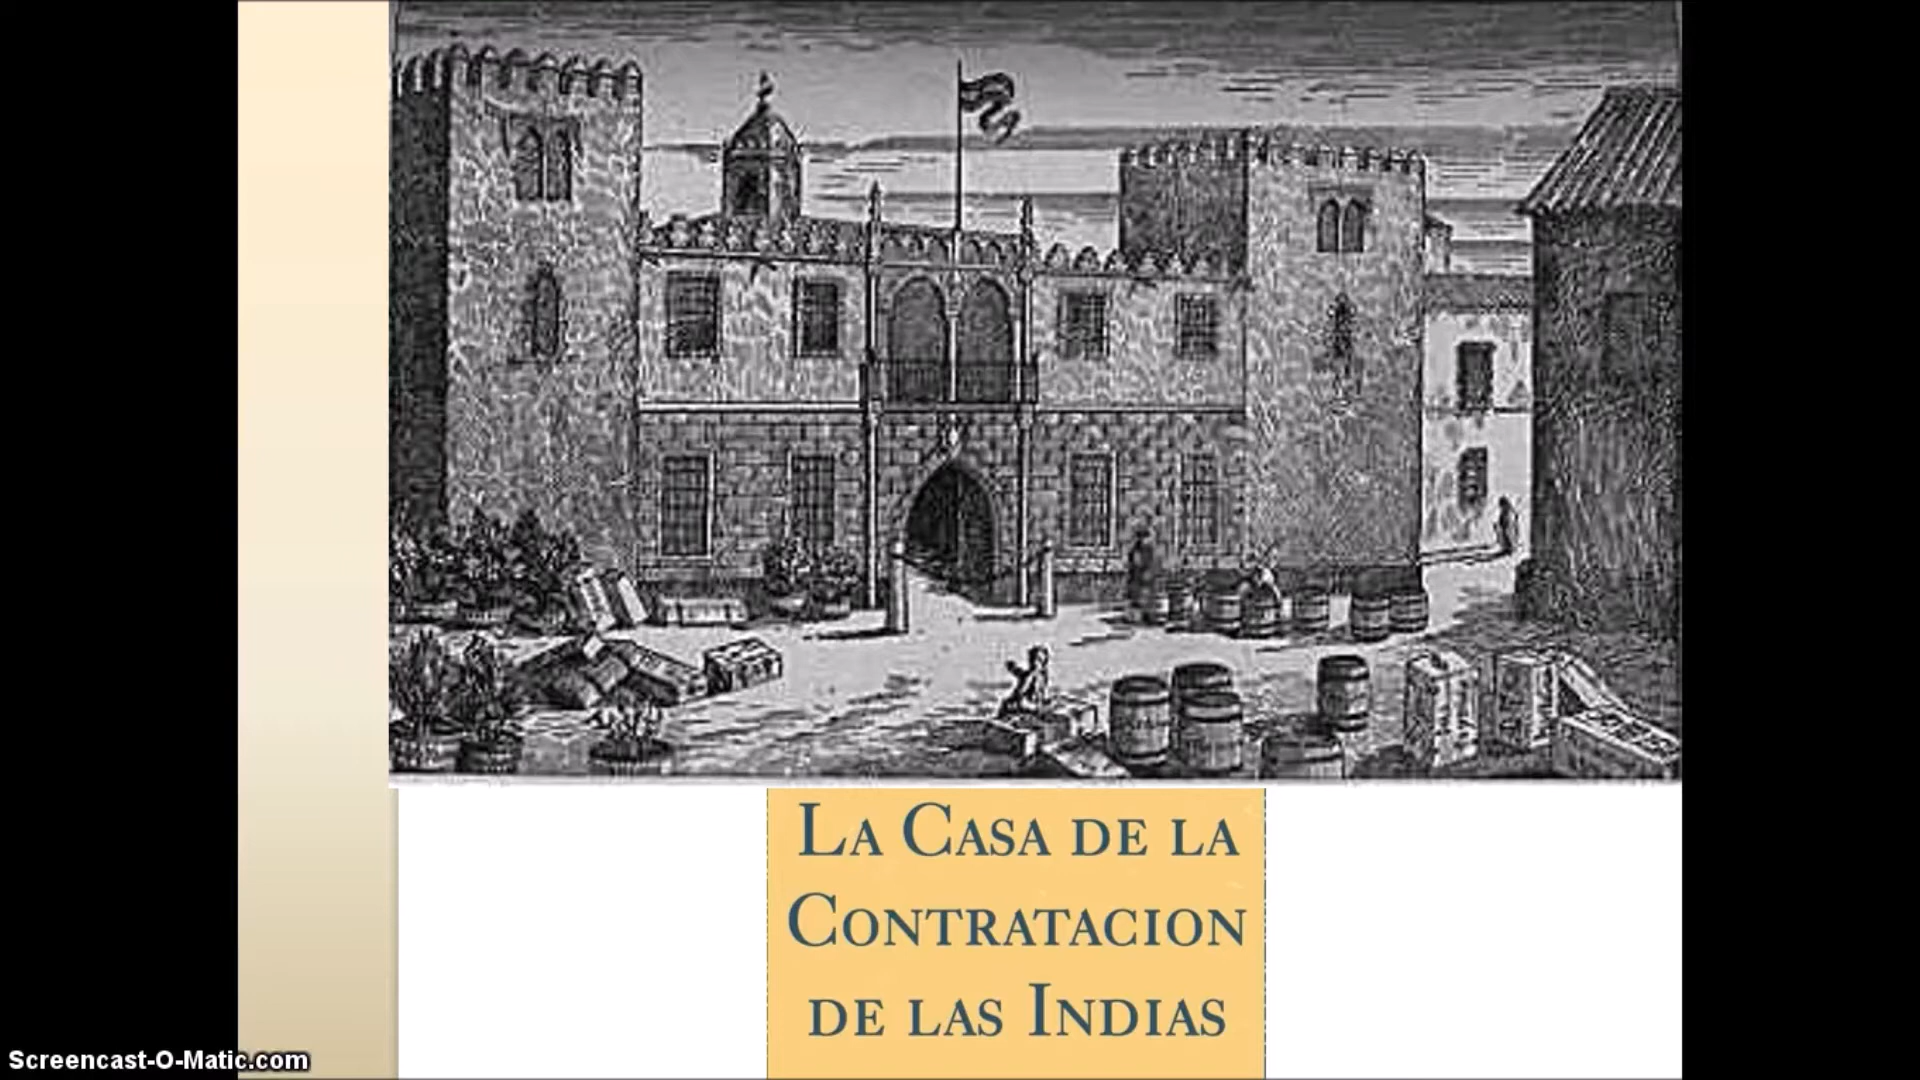 La Casa de la
Contratacion
de las Indias
Screencast-O-Matic.com